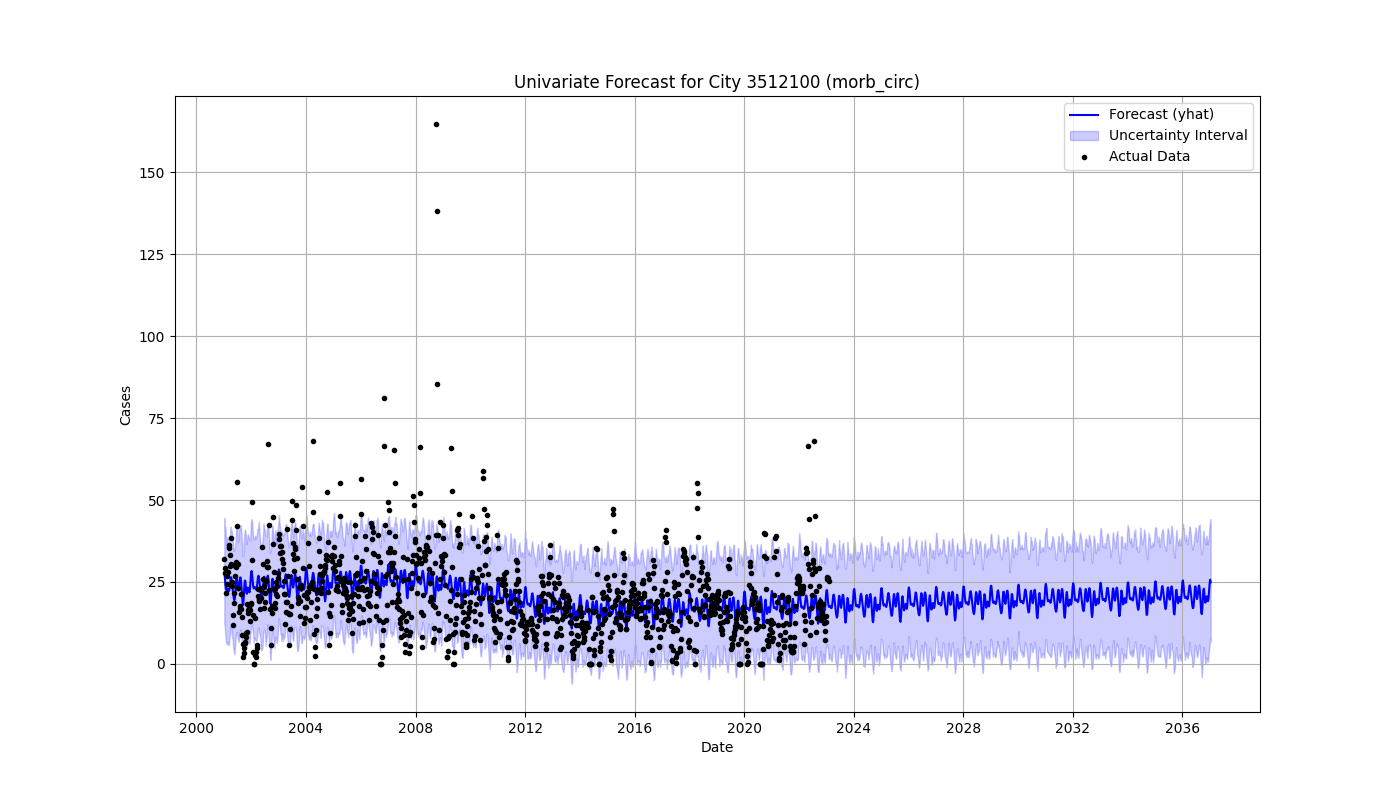 Univariate Forecast for City 3512100 (morb_circ)
Forecast (yhat)
Uncertainty Interval
Actual Data
Cases
150
125
100
75
50
25
0
2000 2004 2008 2012 2016 2020 2024 2028 2032 2036
Date